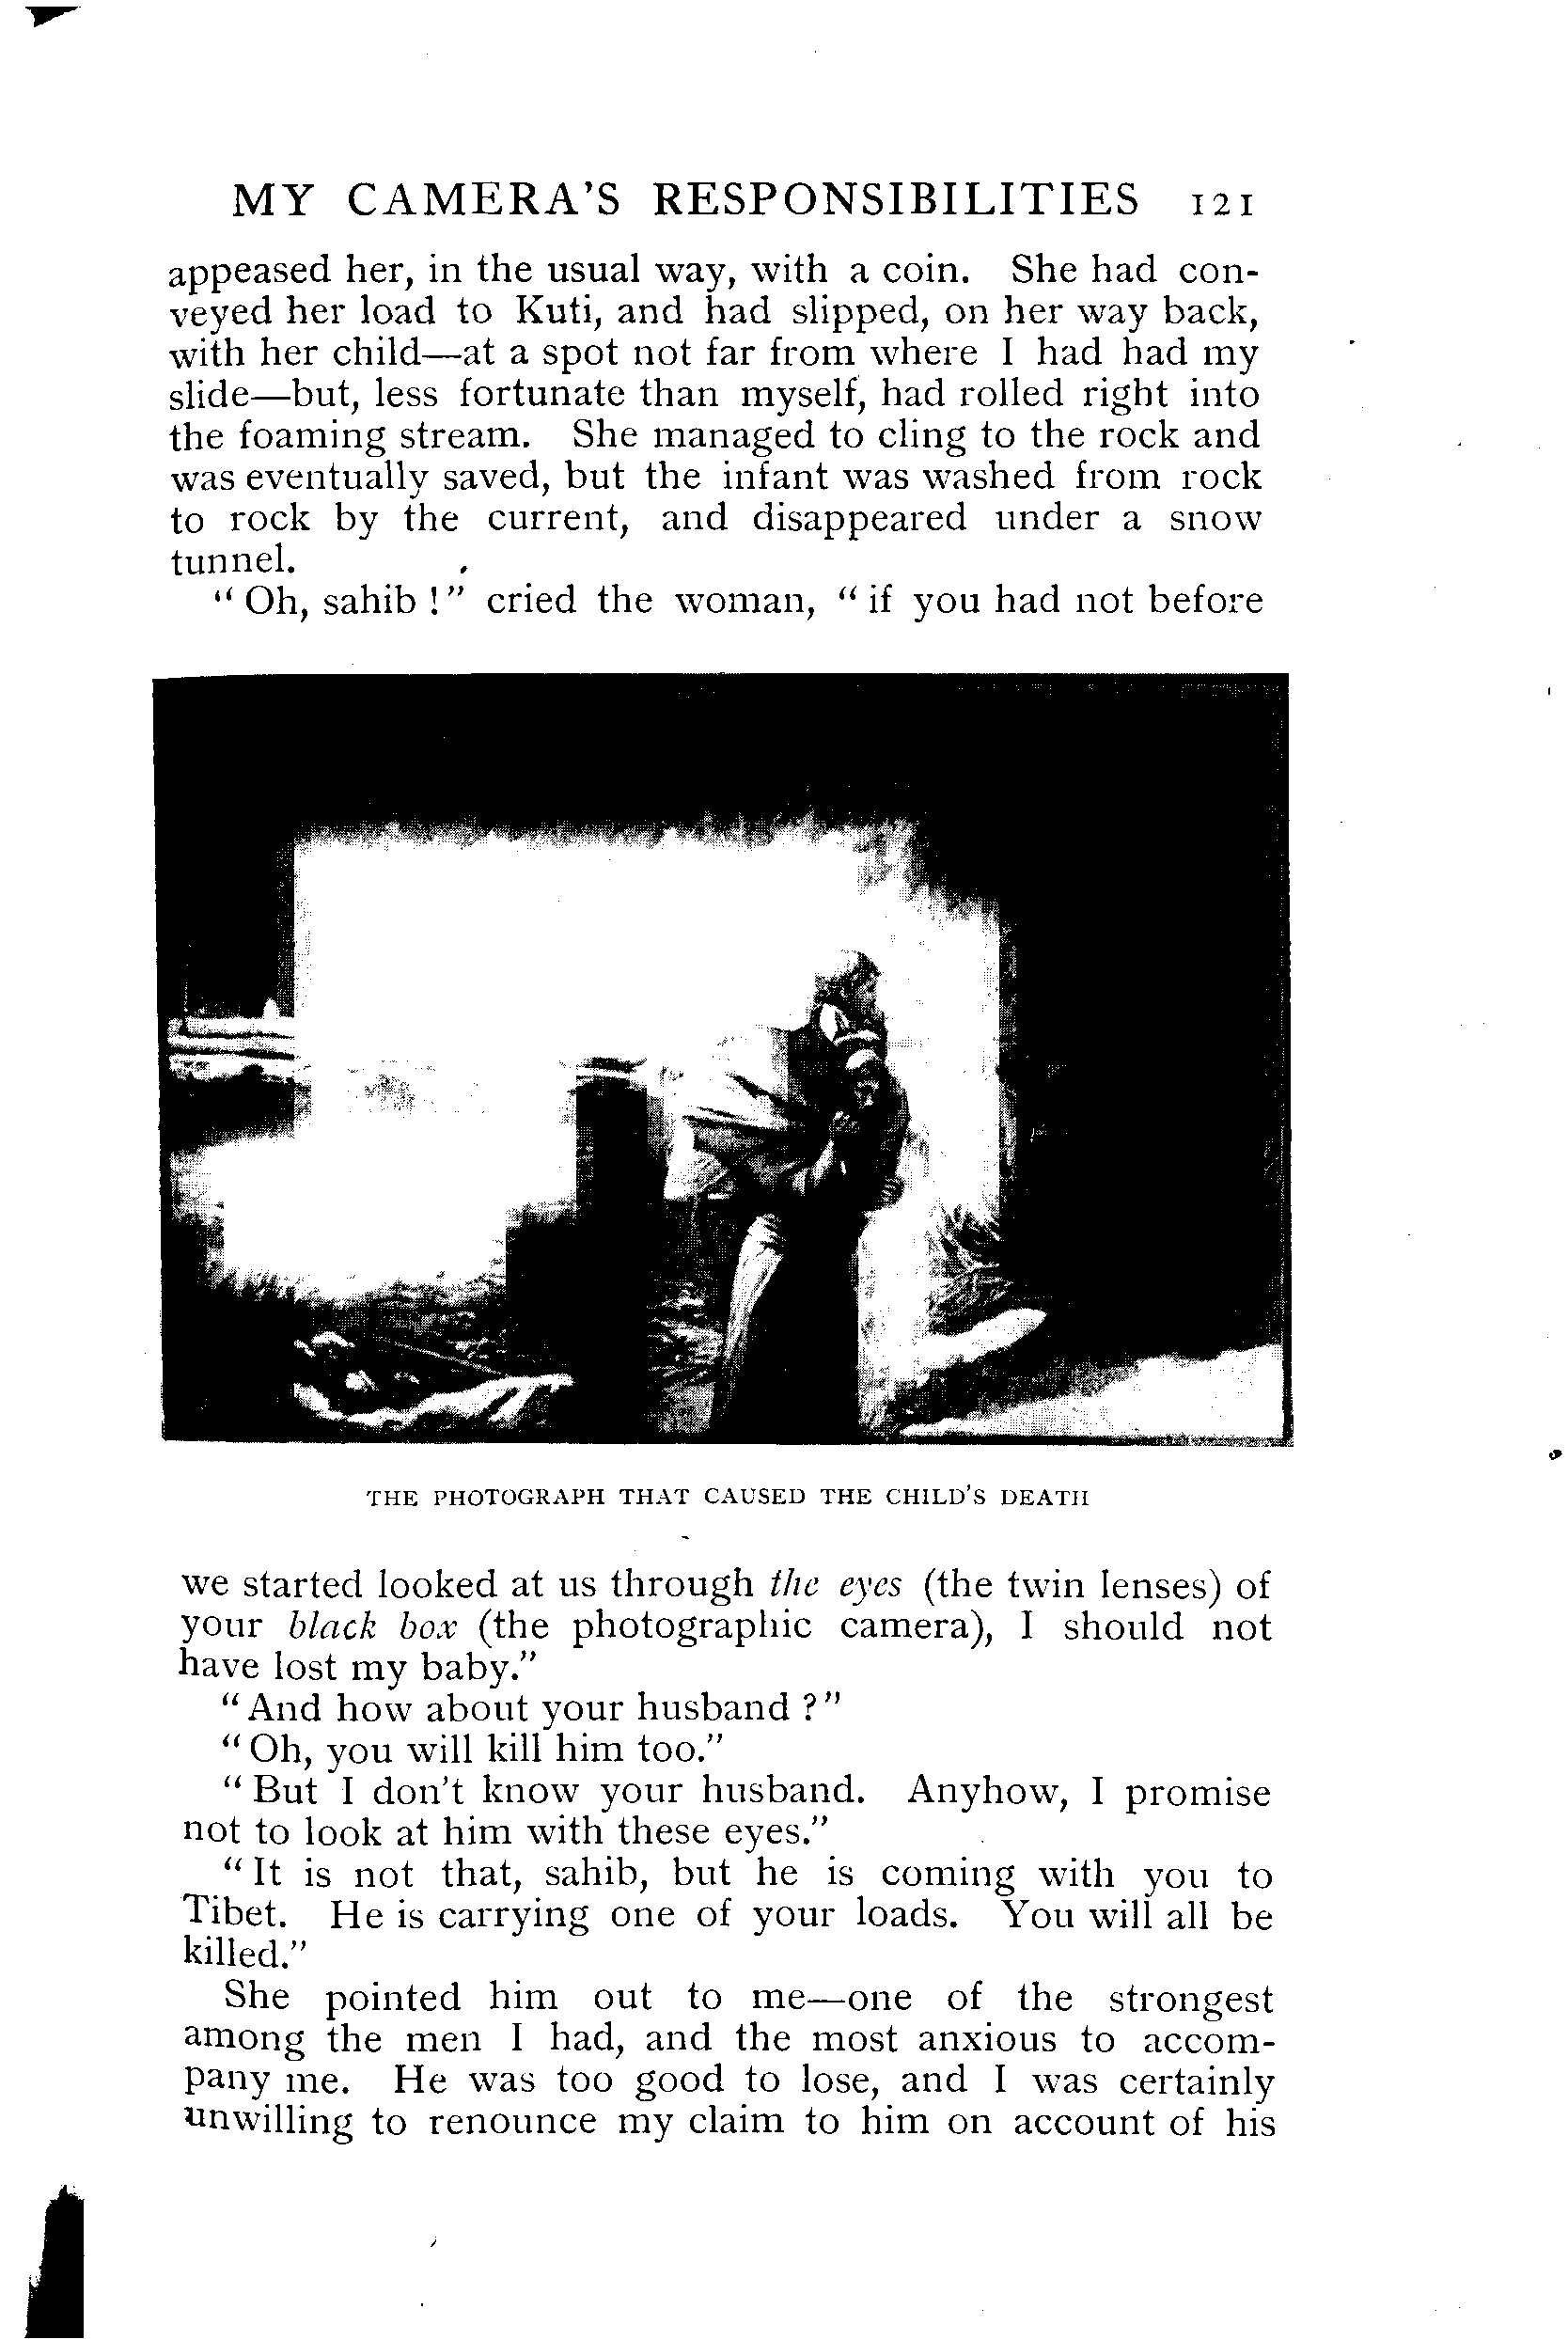 MY CAMERA'S RESPONSIBILITIES 121
appeased her, in the usual way, with a coin. She had con-
veyed her load to Kuti, and had slipped, on her way back,
with her child—at a spot not far from where I had had my
slide—but, less fortunate than myself, had rolled right into
the foaming stream. She managed to cling to the rock and
was eventually saved, but the infant was washed from rock
to rock by the current, and disappeared under a snow
tunnel.
"Oh, sahib!" cried the woman, "if you had not before
THE PHOTOGRAPH THAT CAUSED THE CHILD'S DEATH
we started looked at us through the eyes (the twin lenses) of
your black box (the photographic camera), I should not
have lost my baby."
"And how about your husband?"
"Oh, you will kill him too."
"But I don't know your husband. Anyhow, I promise
not to look at him with these eyes."
"It is not that, sahib, but he is coming with you to
Tibet. He is carrying one of your loads. You will all be
killed."
She pointed him out to me—one of the strongest
among the men I had, and the most anxious to accom-
pany me. He was too good to lose, and I was certainly
unwilling to renounce my claim to him on account of his